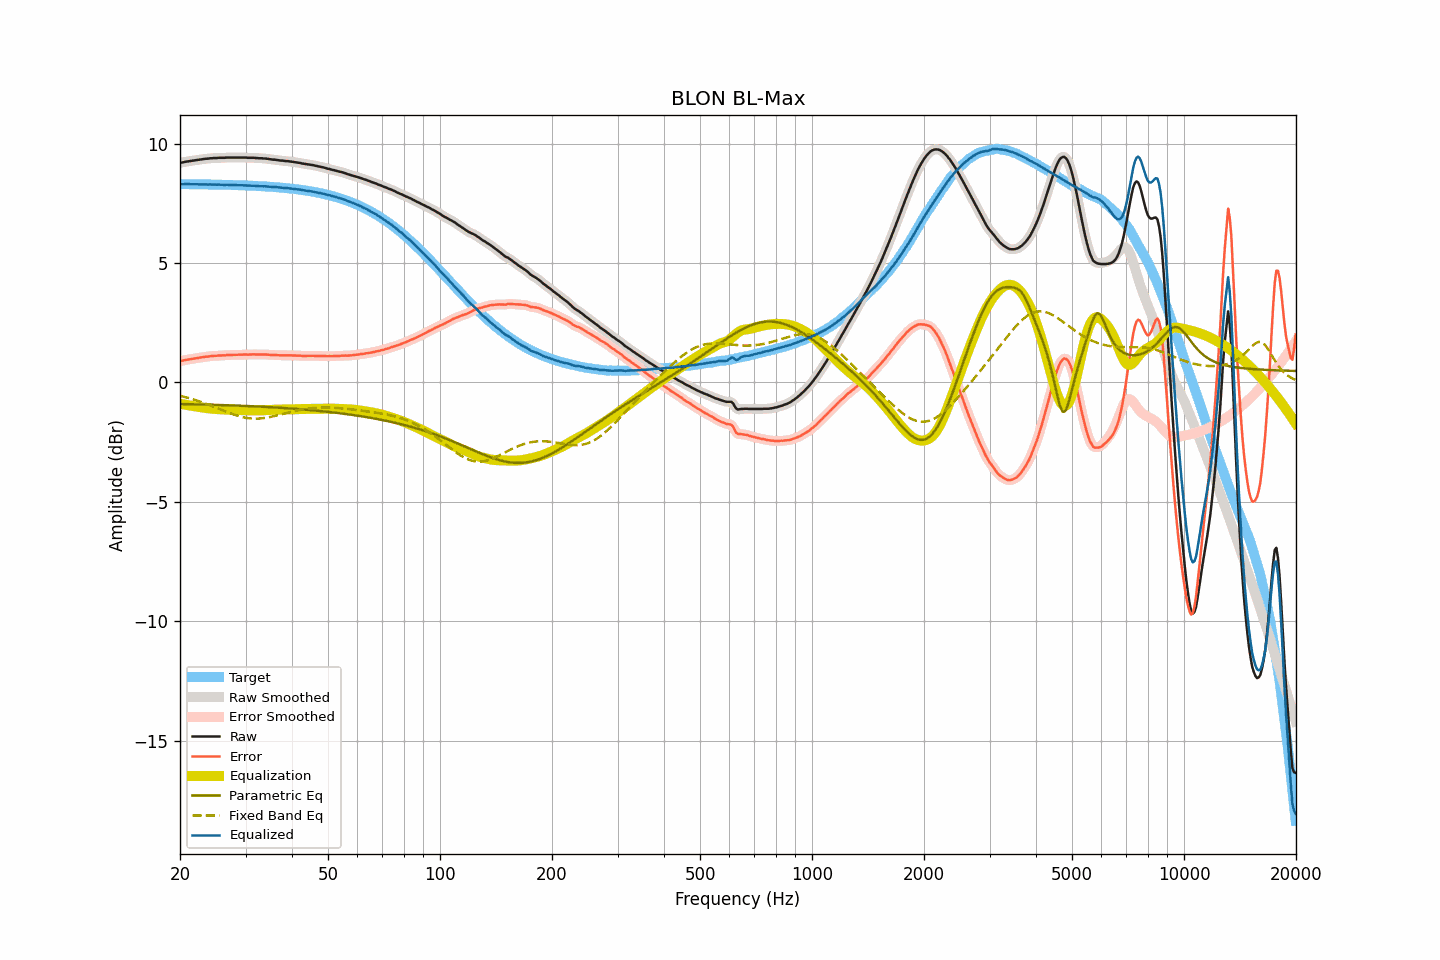 BLON BL-Max
Amplitude (dBr)
10
5
0
−5
−10
−15
Target
Raw Smoothed
Error Smoothed
Raw
Error
Equalization
Parametric Eq
Fixed Band Eq
Equalized
20 50 100 200 500 1000 2000 5000 10000 20000
Frequency (Hz)